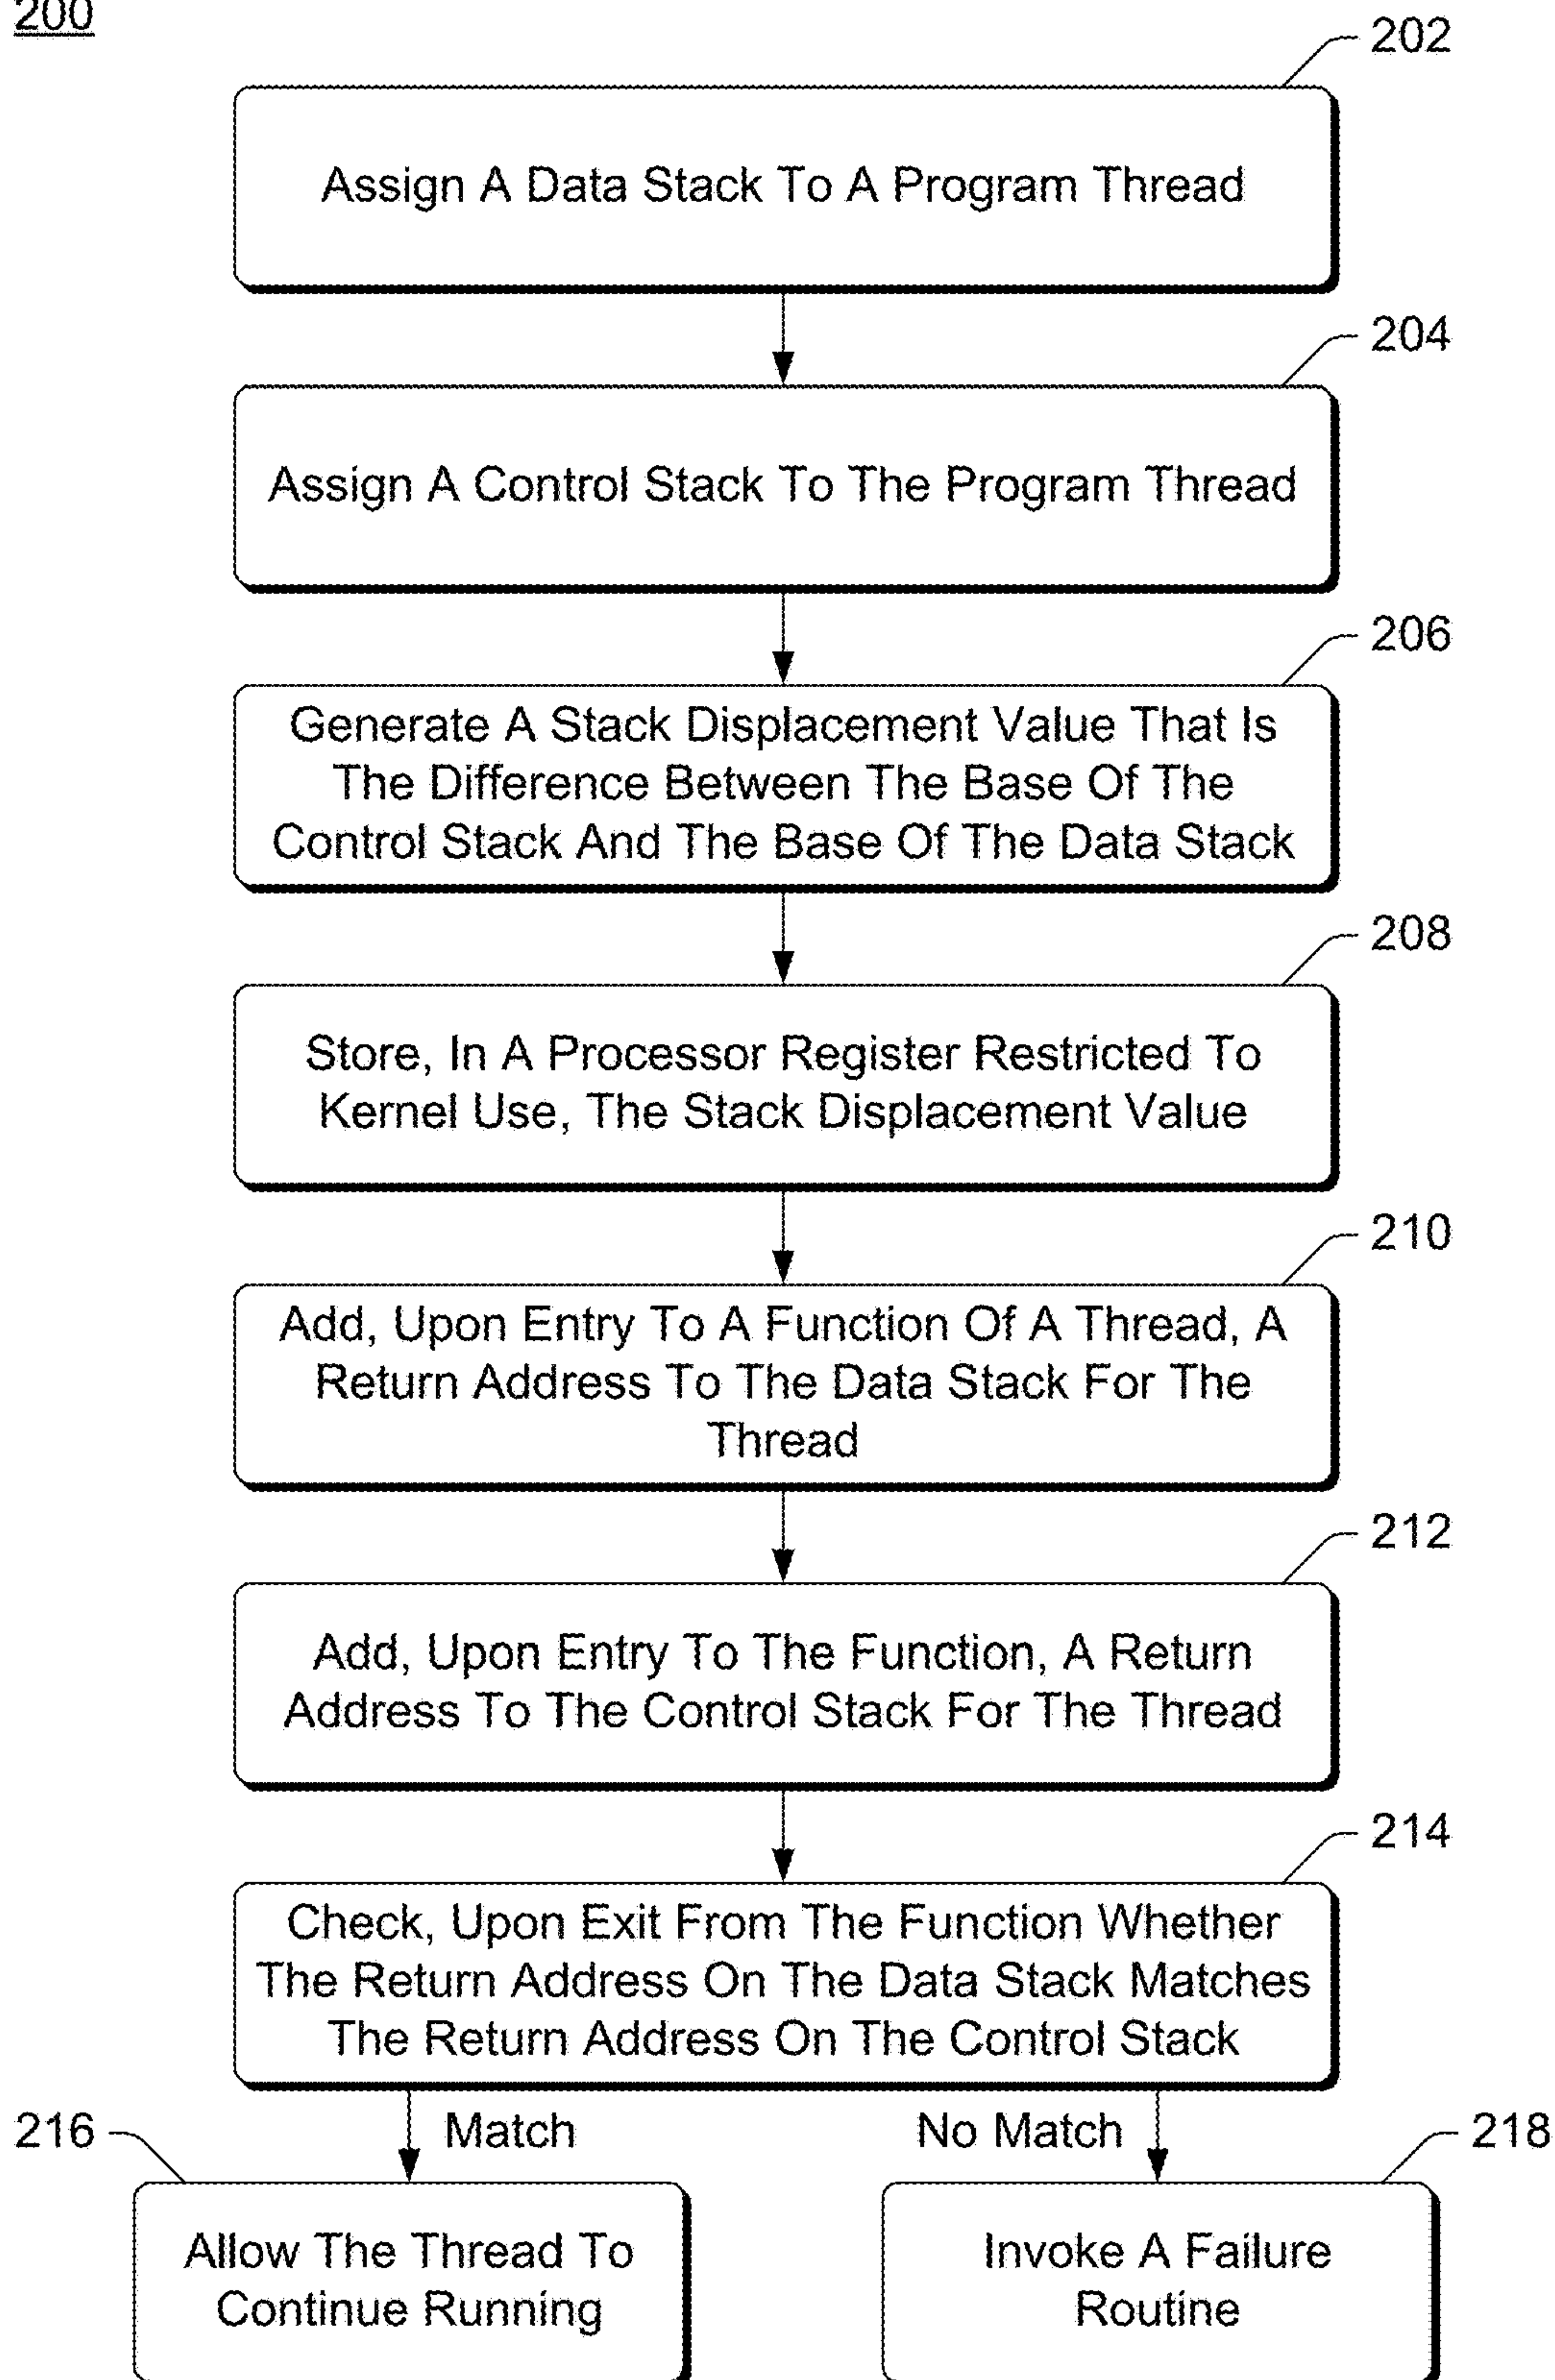 200
202
Assign A Data Stack To A Program Thread
204
Assign A Control Stack To The Program Thread
206
Generate A Stack Displacement Value That Is
The Difference Between The Base Of The
Control Stack And The Base Of The Data Stack
208
Store, In A Processor Register Restricted To
Kernel Use, The Stack Displacement Value
210
Add, Upon Entry To A Function Of A Thread, A
Return Address To The Data Stack For The
Thread
212
Add, Upon Entry To The Function, A Return
Address To The Control Stack For The Thread
214
Check, Upon Exit From The Function Whether
The Return Address On The Data Stack Matches
The Return Address On The Control Stack
216
Match
No Match
218
Allow The Thread To
Continue Running
Invoke A Failure
Routine